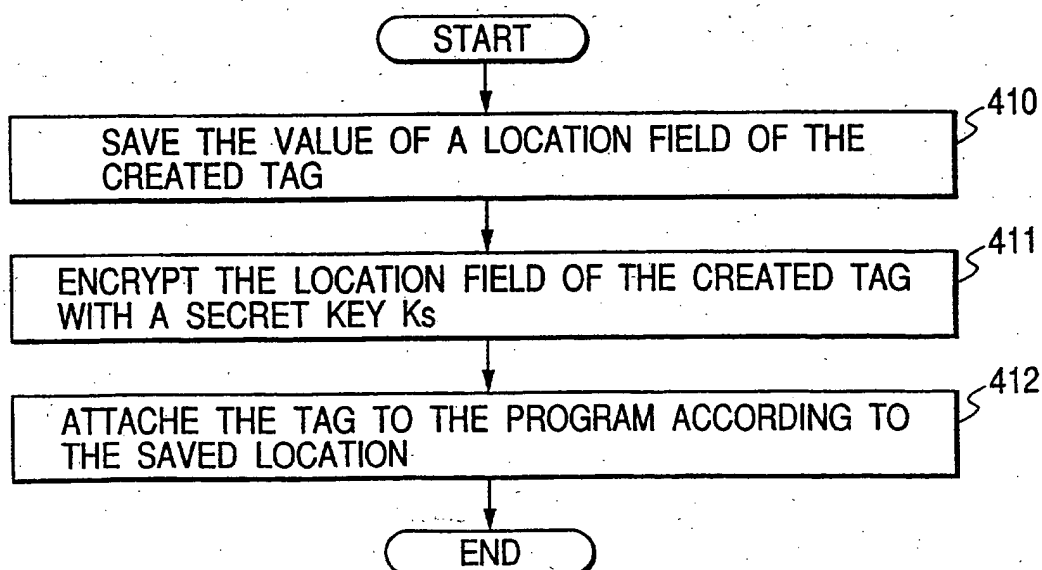 START
410
SAVE THE VALUE OF A LOCATION FIELD OF THE
CREATED TAG
411
ENCRYPT THE LOCATION FIELD OF THE CREATED TAG
WITH A SECRET KEY Ks
412
ATTACHE THE TAG TO THE PROGRAM ACCORDING TO
THE SAVED LOCATION
END